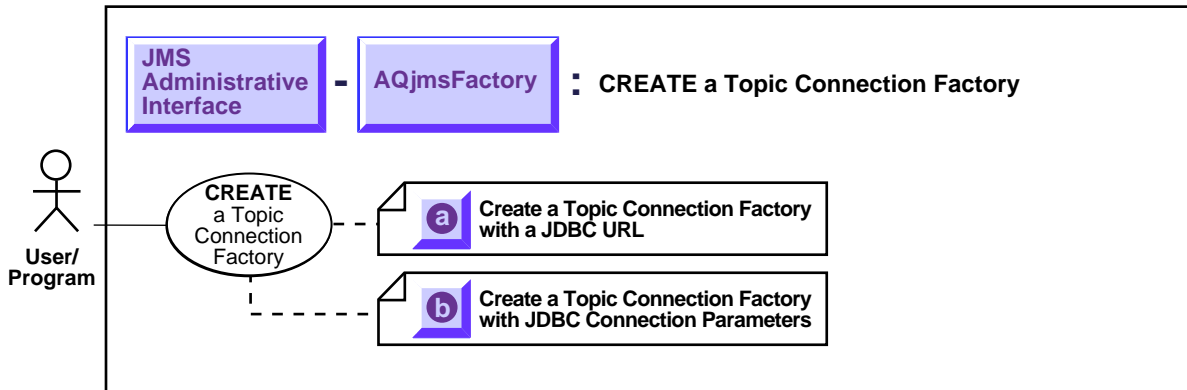 JMS
Administrative
Interface
- AQjmsFactory : CREATE a Topic Connection Factory
User/
Program
CREATE
a Topic
Connection
Factory
a
Create a Topic Connection Factory
with a JDBC URL
b
Create a Topic Connection Factory
with JDBC Connection Parameters